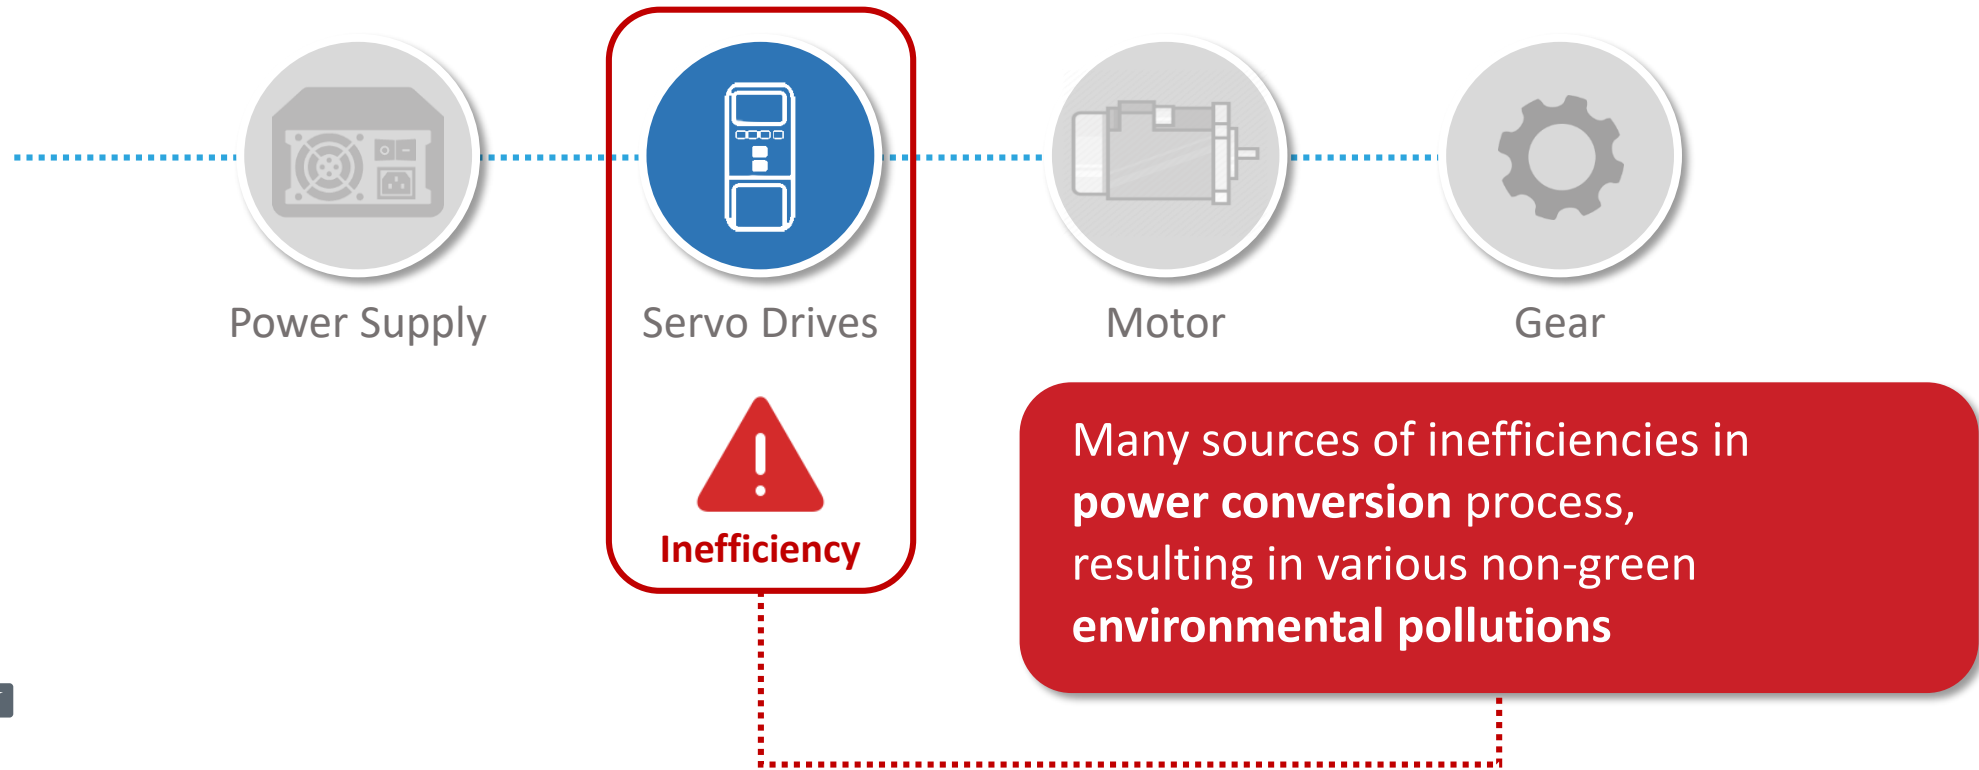 Power Supply
Servo Drives
Motor
Gear
Inefficiency
Many sources of inefficiencies in
power conversion process,
resulting in various non-green
environmental pollutions